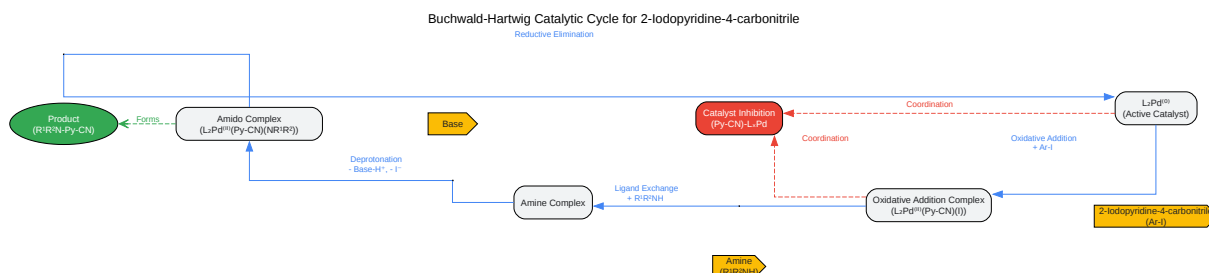 Buchwald-Hartwig Catalytic Cycle for 2-Iodopyridine-4-carbonitrile
Reductive Elimination
Product
(R¹R²N-Py-CN)
Forms
Amido Complex
(L₂Pd⁽ᴵᴵ⁾(Py-CN)(NR¹R²))
Base
Catalyst Inhibition
(Py-CN)-LₓPd
Coordination
L₂Pd⁽⁰⁾
(Active Catalyst)
Coordination
Oxidative Addition
+ Ar-I
Deprotonation
- Base-H⁺, - I⁻
Ligand Exchange
+ R¹R²NH
Amine Complex
Oxidative Addition Complex
(L₂Pd⁽ᴵᴵ⁾(Py-CN)(I))
2-Iodopyridine-4-carbonitrile
(Ar-I)
Amine
(R¹R²NH)